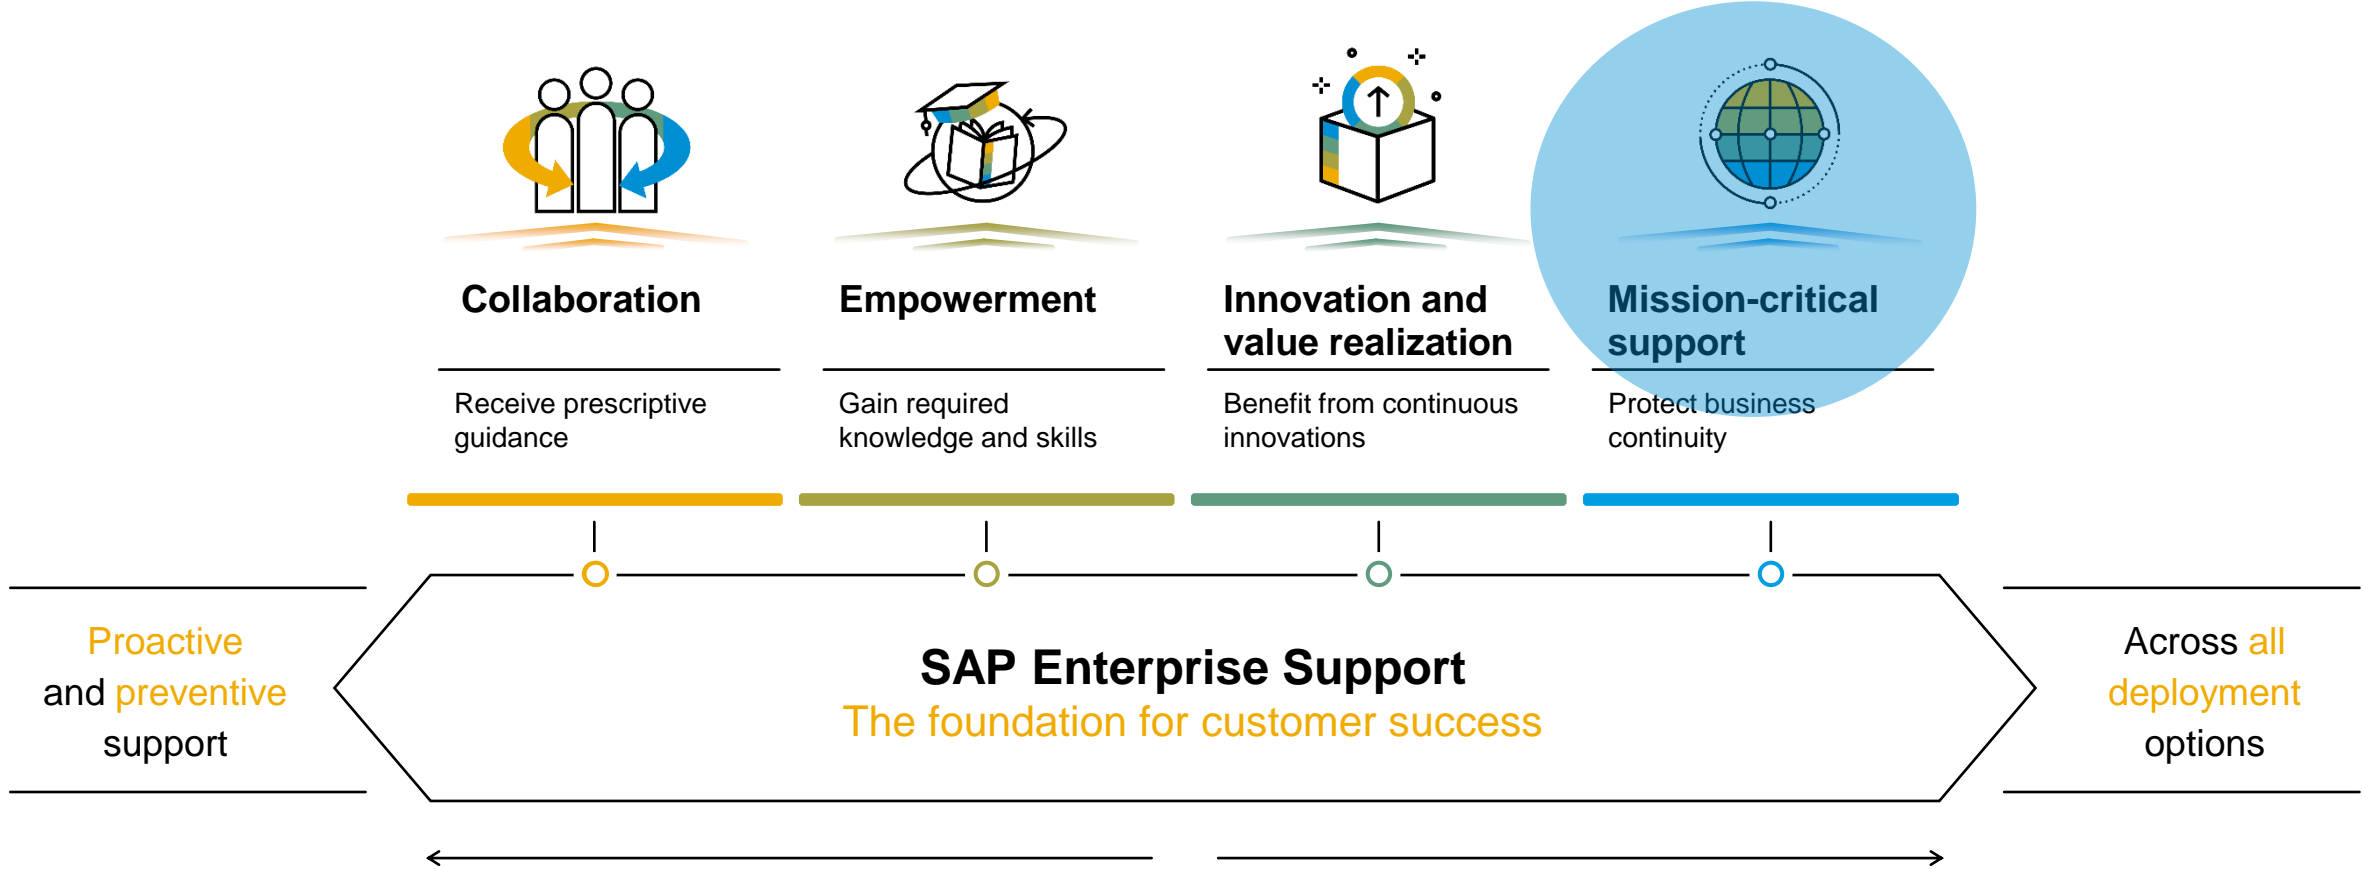 Collaboration
Receive prescriptive
guidance
Empowerment
Gain required
knowledge and skills
Innovation and
value realization
Benefit from continuous
innovations
Mission-critical
support
Protect business
continuity
Proactive
and preventive
support
SAP Enterprise Support
The foundation for customer success
Across all
deployment
options